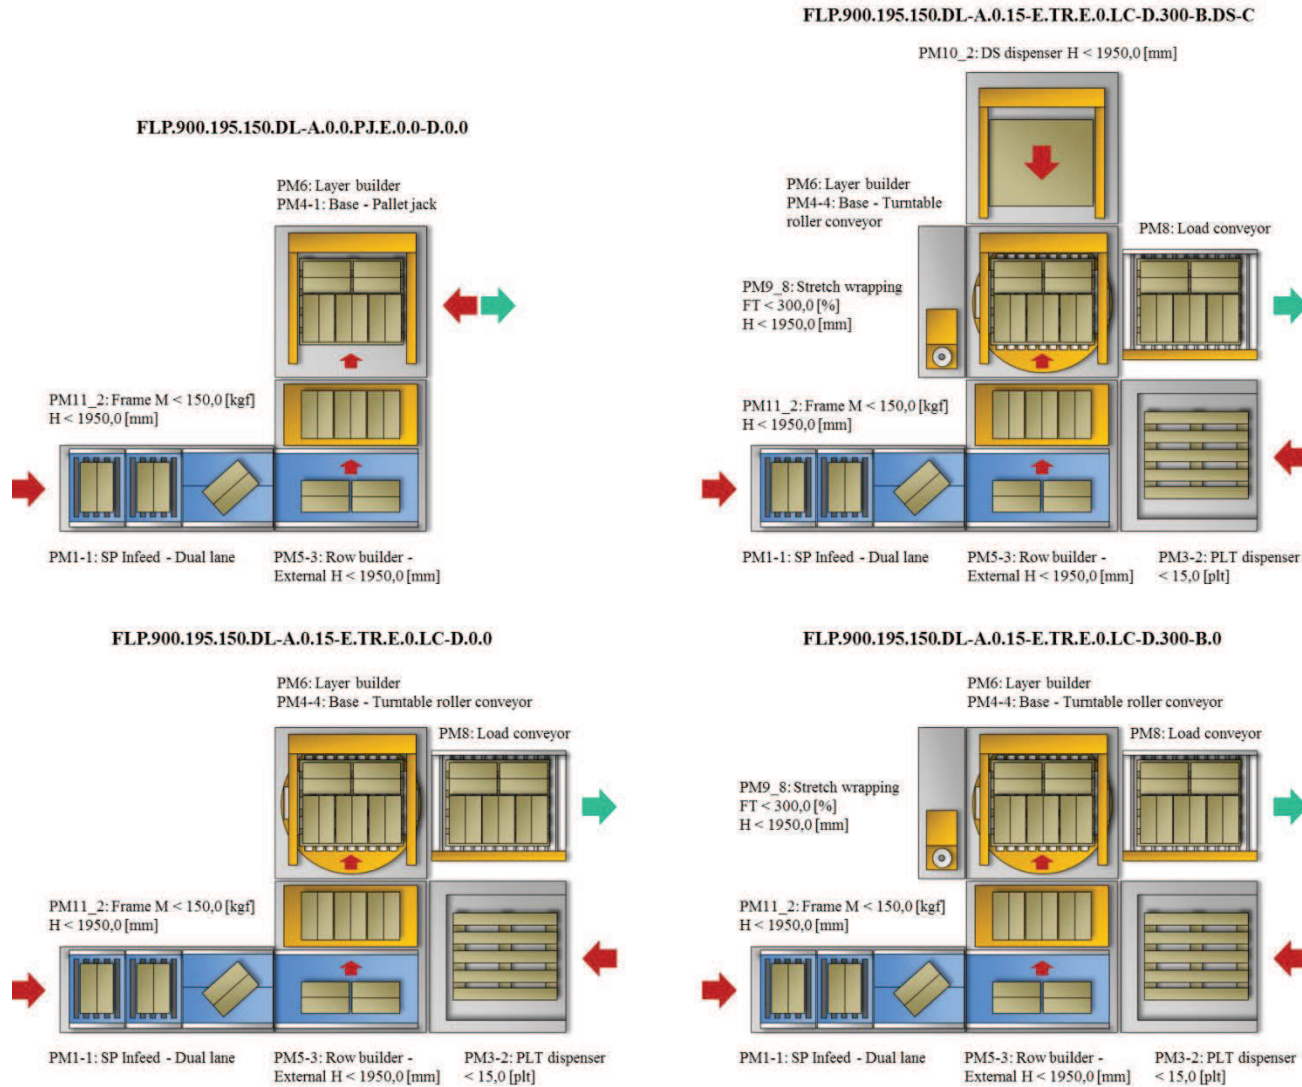 FLP.900.195.150.DL-A.0.0.PJ.E.0.0-D.0.0
PM6: Layer builder
PM4-1: Base - Pallet jack
PM11_2: Frame M < 150,0 [kgf]
H < 1950,0 [mm]
PM1-1: SP Infeed - Dual lane
PM5-3: Row builder -
External H < 1950,0 [mm]
FLP.900.195.150.DL-A.0.15-E.TR.E.0.LC-D.300-B.DS-C
PM10_2: DS dispenser H < 1950,0 [mm]
PM6: Layer builder
PM4-4: Base - Turntable
roller conveyor
PM8: Load conveyor
PM9_8: Stretch wrapping
FT < 300,0 [%]
H < 1950,0 [mm]
PM11_2: Frame M < 150,0 [kgf]
H < 1950,0 [mm]
PM1-1: SP Infeed - Dual lane
PM5-3: Row builder -
External H < 1950,0 [mm]
PM3-2: PLT dispenser
< 15,0 [plt]
FLP.900.195.150.DL-A.0.15-E.TR.E.0.LC-D.0.0
PM6: Layer builder
PM4-4: Base - Turntable roller conveyor
PM8: Load conveyor
PM11_2: Frame M < 150,0 [kgf]
H < 1950,0 [mm]
PM1-1: SP Infeed - Dual lane
PM5-3: Row builder -
External H < 1950,0 [mm]
PM3-2: PLT dispenser
< 15,0 [plt]
FLP.900.195.150.DL-A.0.15-E.TR.E.0.LC-D.300-B.0
PM6: Layer builder
PM4-4: Base - Turntable roller conveyor
PM8: Load conveyor
PM9_8: Stretch wrapping
FT < 300,0 [%]
H < 1950,0 [mm]
PM11_2: Frame M < 150,0 [kgf]
H < 1950,0 [mm]
PM1-1: SP Infeed - Dual lane
PM5-3: Row builder -
External H < 1950,0 [mm]
PM3-2: PLT dispenser
< 15,0 [plt]